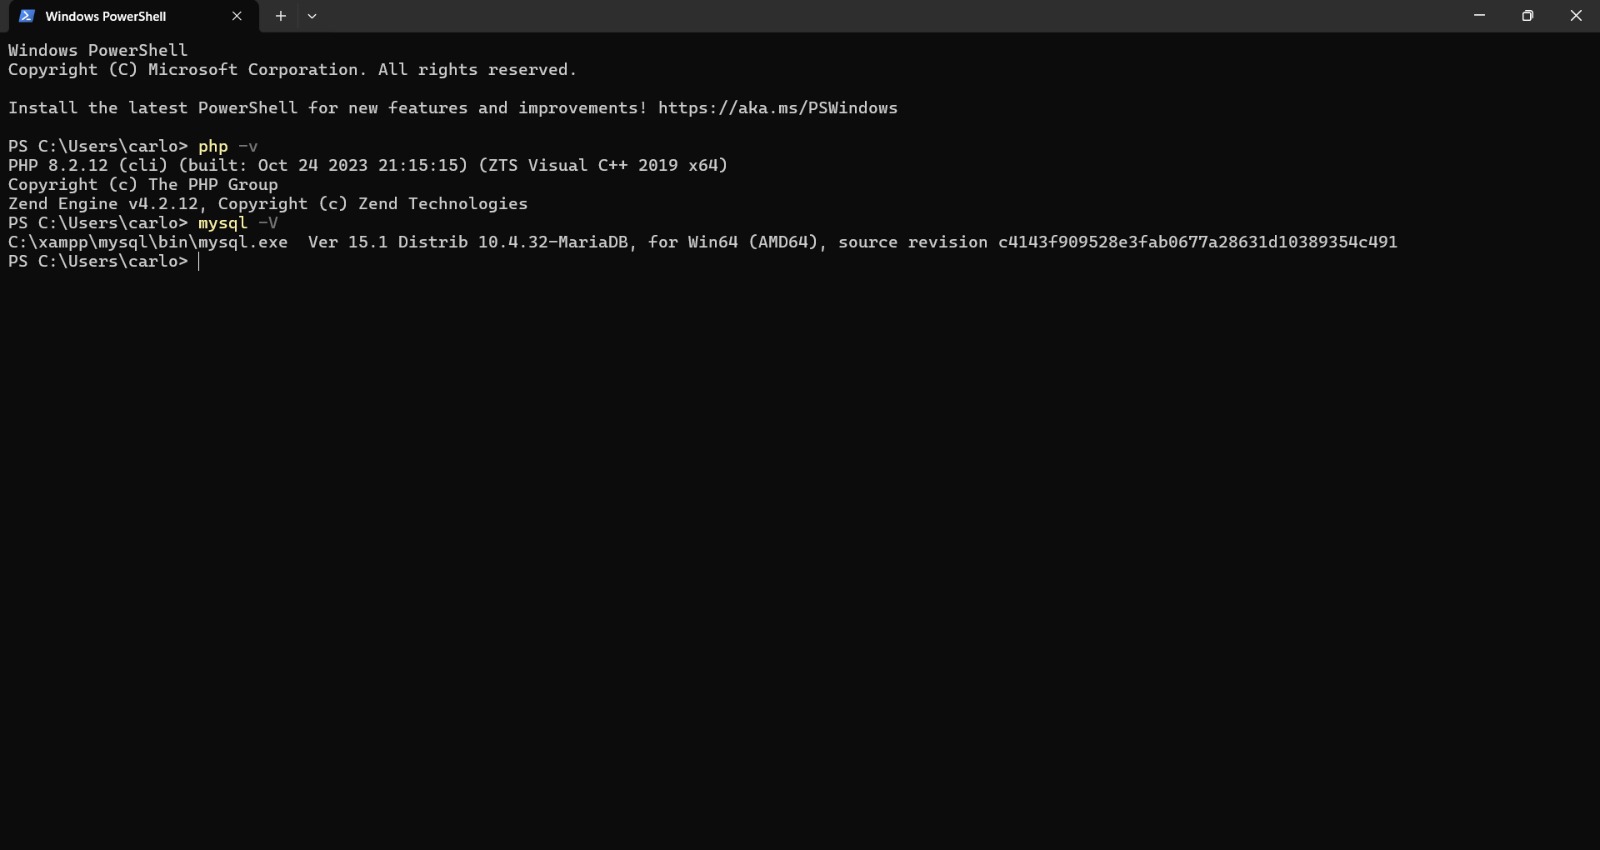 Windows PowerShell
Windows PowerShell
Copyright (C) Microsoft Corporation. All rights reserved.
Install the latest PowerShell for new features and improvements! https://aka.ms/PSWindows
PS C:\Users\carlo> php -v
PHP 8.2.12 (cli) (built: Oct 24 2023 21:15:15) (ZTS Visual C++ 2019 x64)
Copyright (c) The PHP Group
Zend Engine v4.2.12, Copyright (c) Zend Technologies
PS C:\Users\carlo> mysql -V
C:\xampp\mysql\bin\mysql.exe  Ver 15.1 Distrib 10.4.32-MariaDB, for Win64 (AMD64), source revision c4143f909528e3fab0677a28631d10389354c491
PS C:\Users\carlo>